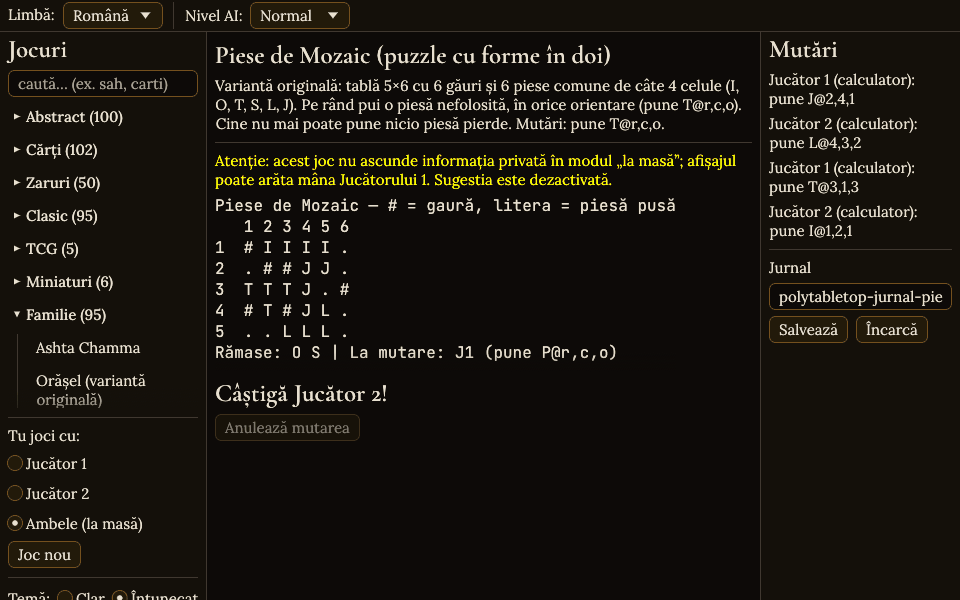 Limbă: Română ▼ Nivel AI: Normal ▼
Jocuri
caută... (ex. sah, carti)
▸ Abstract (100)
▸ Cărți (102)
▸ Zaruri (50)
▸ Clasic (95)
▸ TCG (5)
▸ Miniaturi (6)
▾ Familie (95)
Ashta Chamma
Orășel (variantă
originală)
Tu joci cu:
Jucător 1
Jucător 2
Ambele (la masă)
Joc nou
Temă: Clar Întunecat
Piese de Mozaic (puzzle cu forme în doi)
Variantă originală: tablă 5×6 cu 6 găuri și 6 piese comune de câte 4 celule (I,
O, T, S, L, J). Pe rând pui o piesă nefolosită, în orice orientare (pune T@r,c,o).
Cine nu mai poate pune nicio piesă pierde. Mutări: pune T@r,c,o.
Atenție: acest joc nu ascunde informația privată în modul „la masă”; afișajul
poate arăta mâna Jucătorului 1. Sugestia este dezactivată.
Piese de Mozaic — # = gaură, litera = piesă pusă
1 2 3 4 5 6
1 # I I I I .
2 . # # J J .
3 T T T J . #
4 # T # J L .
5 . . L L L .
Rămase: O S | La mutare: J1 (pune P@r,c,o)
Câștigă Jucător 2!
Anulează mutarea
Mutări
Jucător 1 (calculator):
pune J@2,4,1
Jucător 2 (calculator):
pune L@4,3,2
Jucător 1 (calculator):
pune T@3,1,3
Jucător 2 (calculator):
pune I@1,2,1
Jurnal
polytabletop-jurnal-pie
Salvează Încarcă